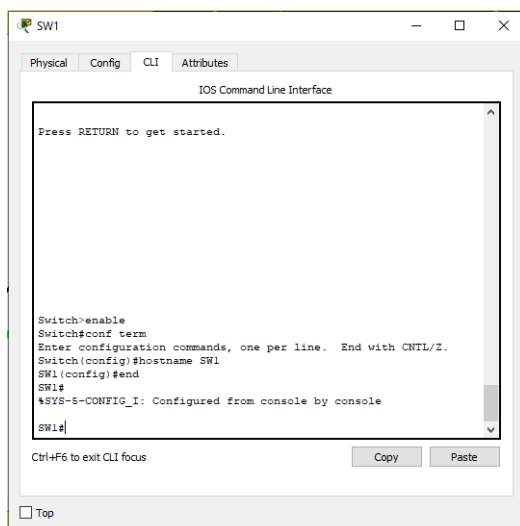 SW1
Physical Config CLI Attributes
IOS Command Line Interface
Press RETURN to get started.
Switch>enable
Switch#conf term
Enter configuration commands, one per line.  End with CNTL/Z.
Switch(config)#hostname SW1
SW1(config)#end
SW1#
%SYS-5-CONFIG_I: Configured from console by console
SW1#
Ctrl+F6 to exit CLI focus
Copy Paste
Top